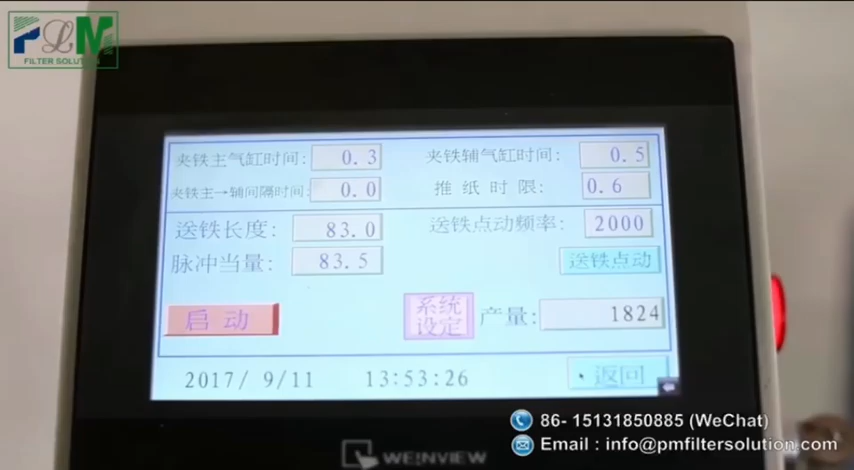 PLM
FILTER SOLUTION
夹铁主气缸时间: 0.3 夹铁辅气缸时间: 0.5
夹铁主→辅间隔时间: 0.0 推纸时限: 0.6
送铁长度: 83.0 送铁点动频率: 2000
脉冲当量: 83.5 送铁点动
启动 系统设定 产量: 1824
2017/ 9/11 13:53:26 返回
86- 15131850885 (WeChat)
Email : info@pmfiltersolution.com
WEINVIEW